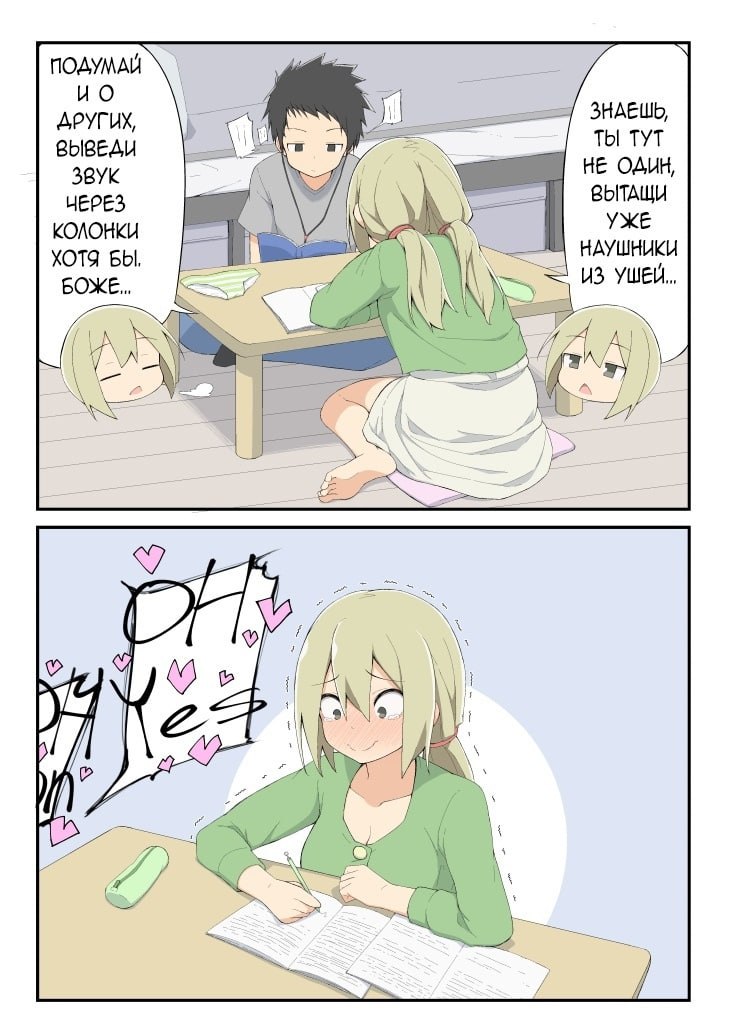 ЗНАЕШЬ,
ТЫ ТУТ
НЕ ОДИН,
ВЫТАЩИ
УЖЕ
НАУШНИКИ
ИЗ УШЕЙ...
ПОДУМАЙ
И О
ДРУГИХ,
ВЫВЕДИ
ЗВУК
ЧЕРЕЗ
КОЛОНКИ
ХОТЯ БЫ.
БОЖЕ...
OH
Yes